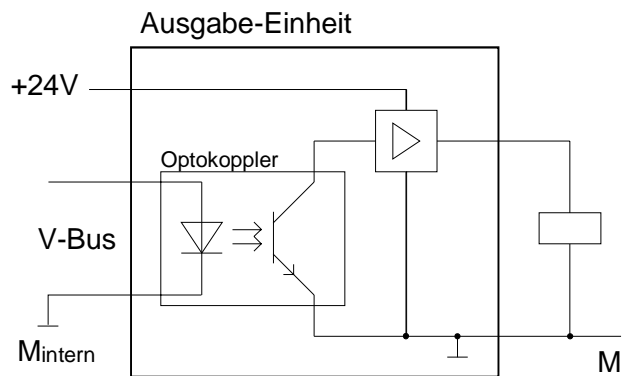 Ausgabe-Einheit
+24V
Optokoppler
V-Bus
Mintern
M